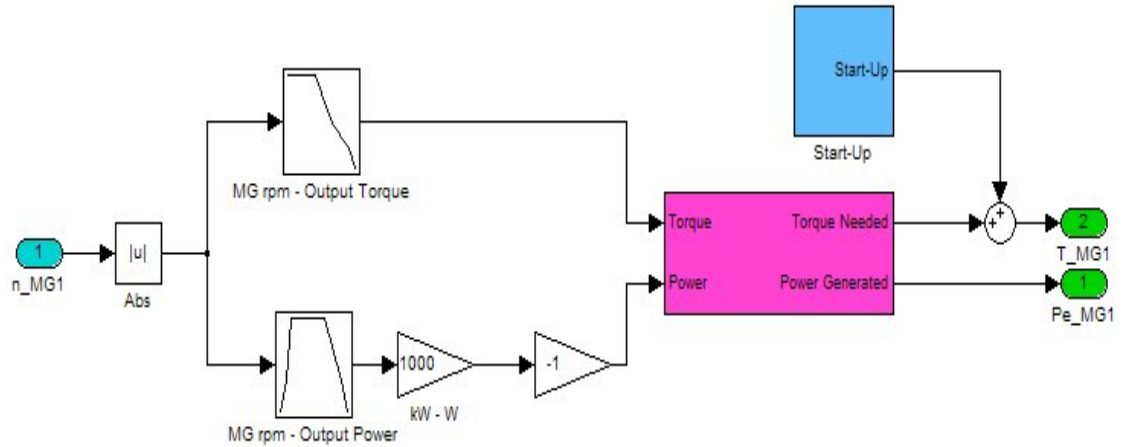 Start-Up
Start-Up
MG rpm - Output Torque
Torque
Torque Needed
2
T_MG1
1
n_MG1
|u|
Abs
Power
Power Generated
1
Pe_MG1
1000
-1
kW - W
MG rpm - Output Power
+
+